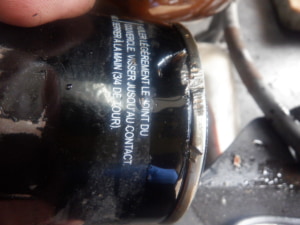 HUILER LÉGÈREMENT LE JOINT DU
COUVERCLE. VISSER JUSQU'AU CONTACT.
SERRER À LA MAIN (3/4 DE TOUR).